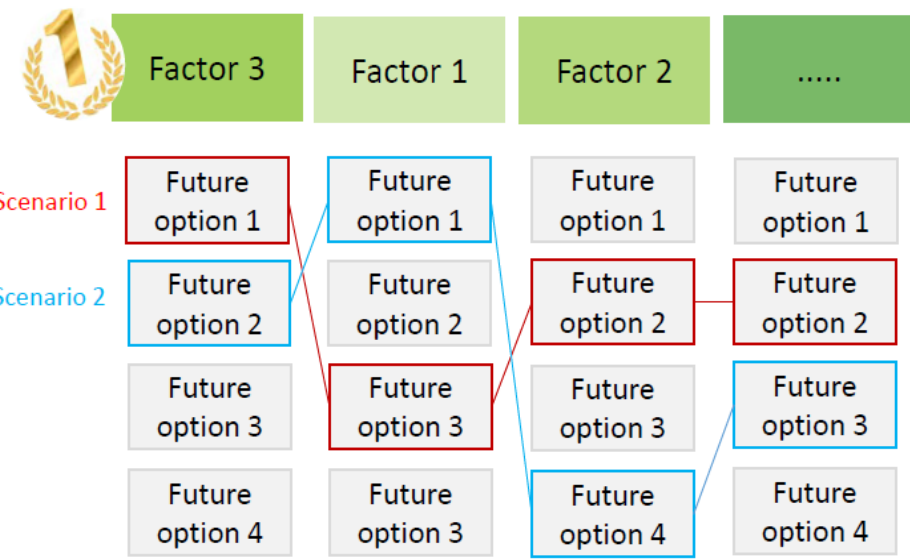 1
Factor 3
Factor 1
Factor 2
.....
Scenario 1
Future
option 1
Future
option 1
Future
option 1
Future
option 1
Scenario 2
Future
option 2
Future
option 2
Future
option 2
Future
option 2
Future
option 3
Future
option 3
Future
option 3
Future
option 3
Future
option 4
Future
option 3
Future
option 4
Future
option 4